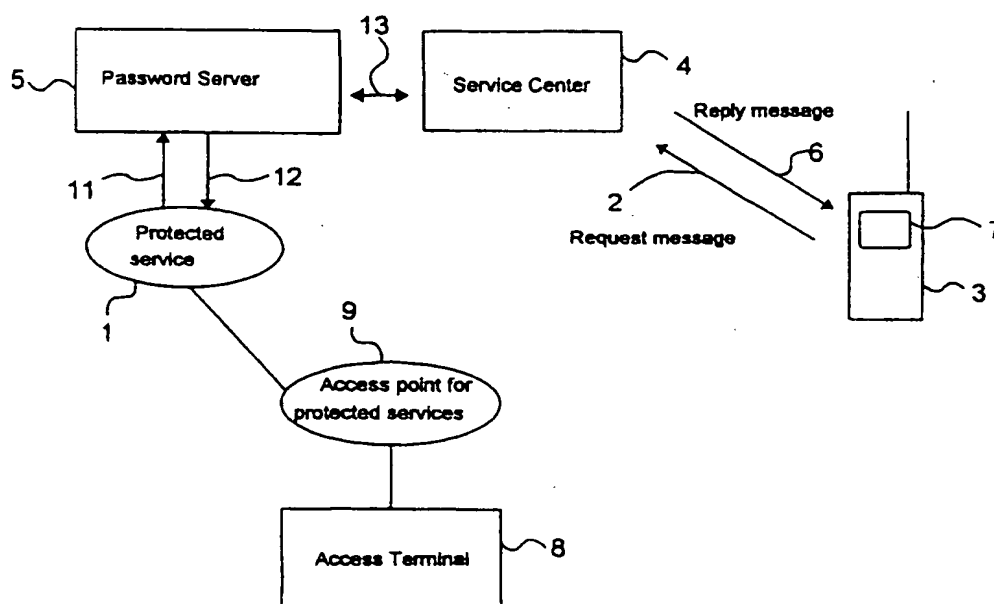 13
5
Password Server
Service Center
4
Reply message
6
11
12
2
Request message
7
3
Protected
service
1
9
Access point for
protected services
Access Terminal
8